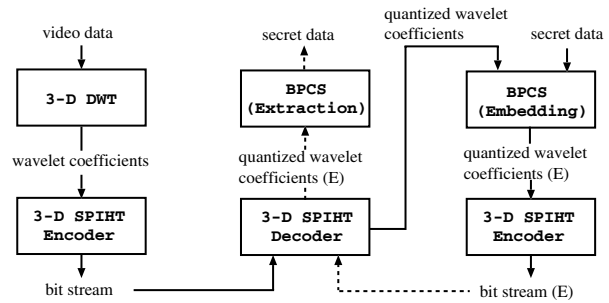 video data
3-D DWT
wavelet coefficients
3-D SPIHT
Encoder
bit stream
secret data
BPCS
(Extraction)
quantized wavelet
coefficients (E)
3-D SPIHT
Decoder
quantized wavelet
coefficients
secret data
BPCS
(Embedding)
quantized wavelet
coefficients (E)
3-D SPIHT
Encoder
bit stream (E)